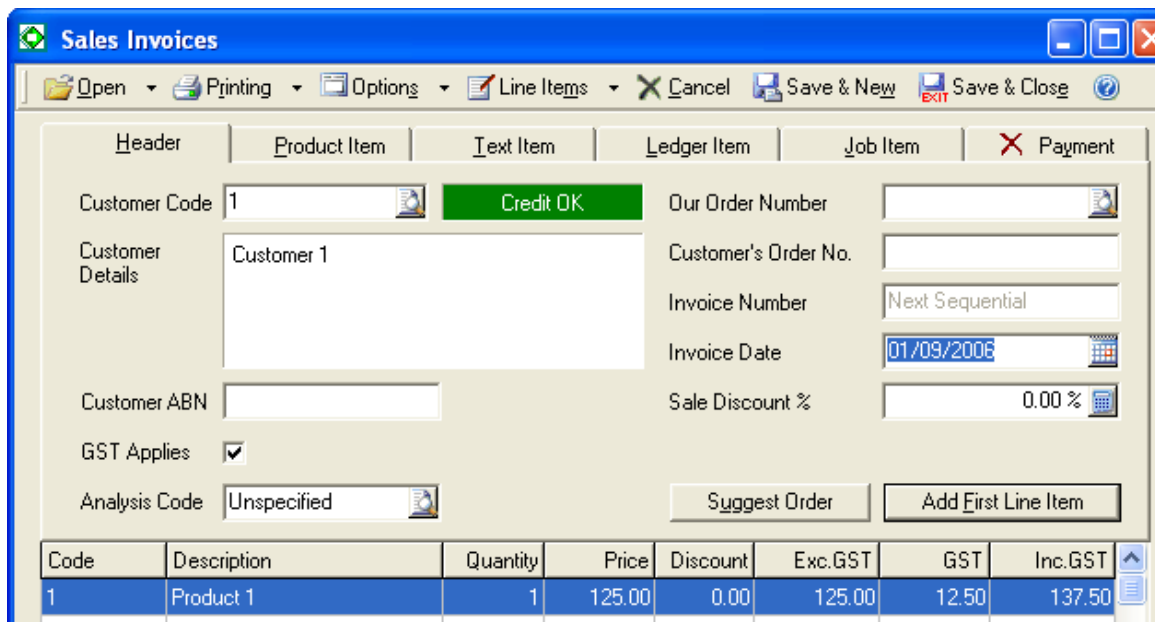 Sales Invoices
Open Printing Options Line Items Cancel Save & New EXIT Save & Close ?
Header Product Item Text Item Ledger Item Job Item Payment
Customer Code 1 Credit OK Our Order Number
Customer Details Customer 1 Customer's Order No.
Invoice Number Next Sequential
Invoice Date 01/09/2006
Customer ABN Sale Discount % 0.00 %
GST Applies
Analysis Code Unspecified Suggest Order Add First Line Item
Code Description Quantity Price Discount Exc.GST GST Inc.GST
1 Product 1 1 125.00 0.00 125.00 12.50 137.50